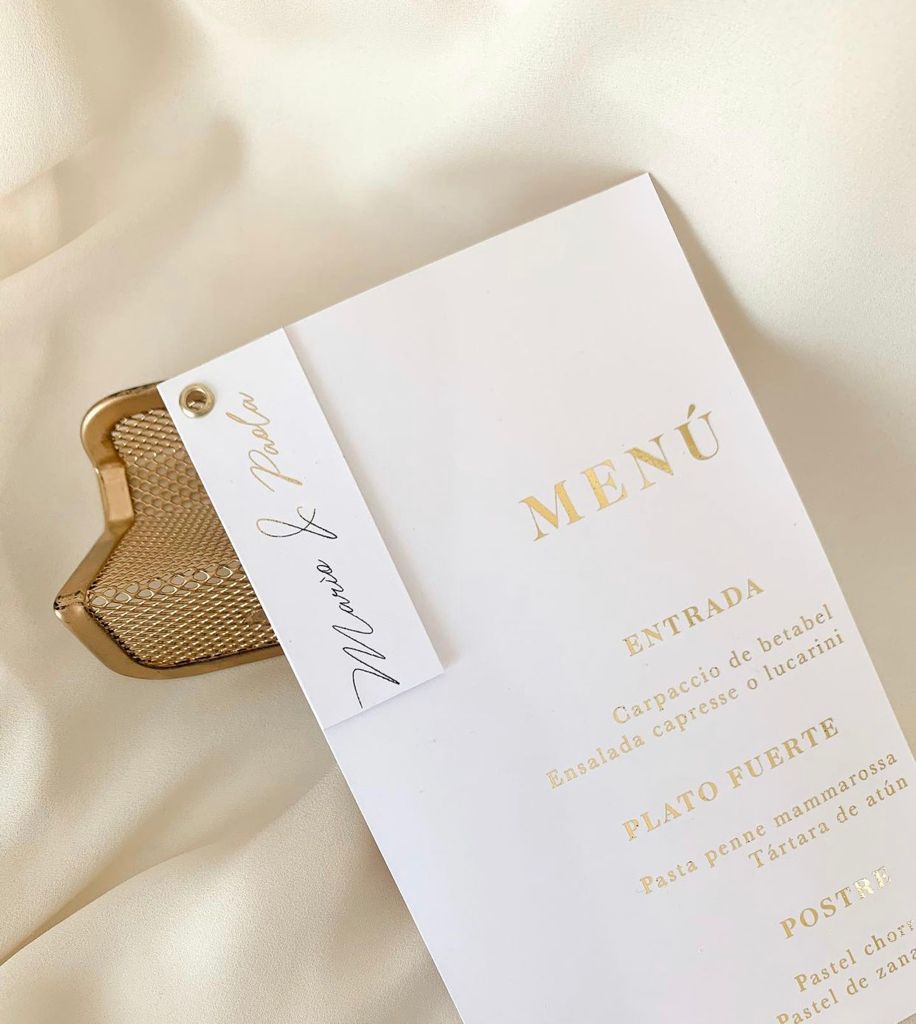 Mario & Paola
MENÚ
ENTRADA
Carpaccio de betabel
Ensalada capresse o lucarini
PLATO FUERTE
Pasta penne mammarossa
Tártara de atún
POSTRE
Pastel
Pastel de